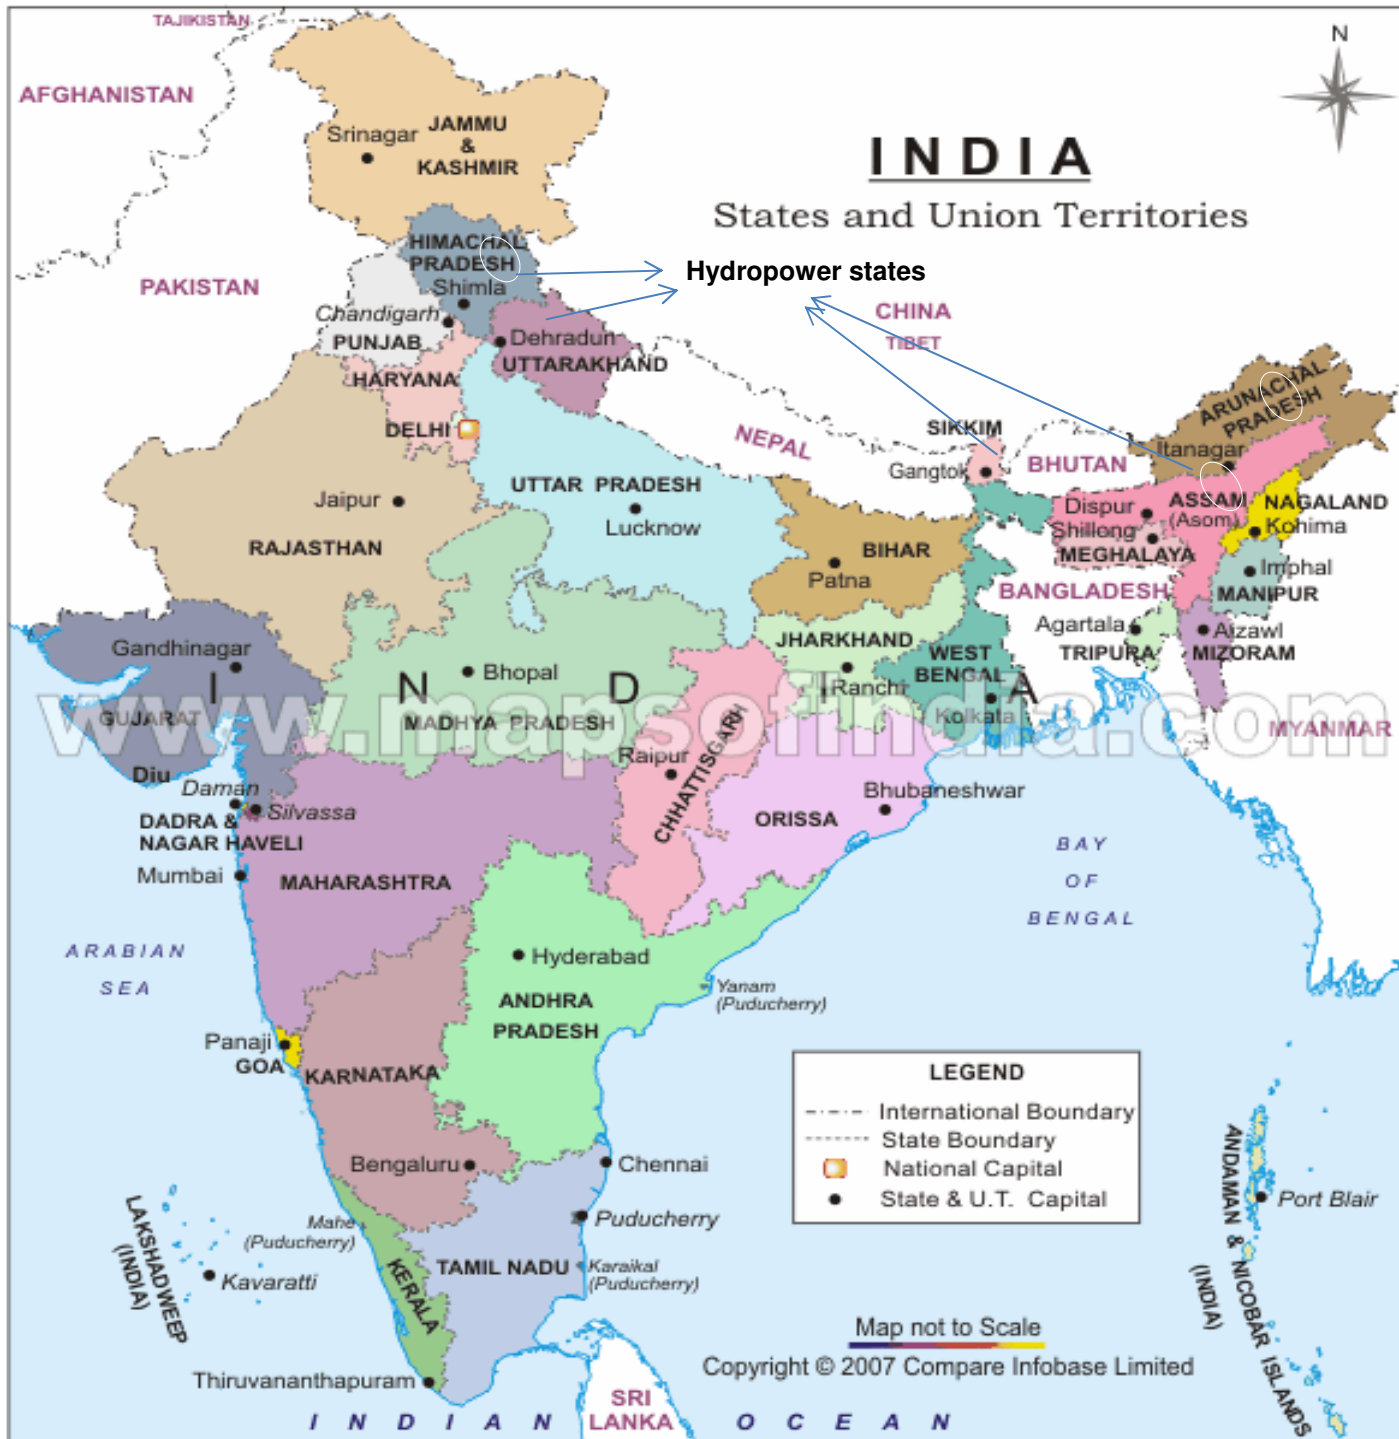 TAJIKISTAN
AFGHANISTAN
N
Srinagar
JAMMU
&
KASHMIR
INDIA
States and Union Territories
HIMACHAL
PRADESH
Shimla
Hydropower states
PAKISTAN
CHINA
TIBET
Chandigarh
PUNJAB
Dehradun
UTTARAKHAND
HARYANA
DELHI
NEPAL
SIKKIM
Gangtok
BHUTAN
ARUNACHAL
PRADESH
Itanagar
UTTAR PRADESH
Lucknow
Jaipur
RAJASTHAN
Dispur
ASSAM
(Asom)
NAGALAND
Kohima
Shillong
MEGHALAYA
BIHAR
Patna
Imphal
MANIPUR
BANGLADESH
Agartala
TRIPURA
Aizawl
MIZORAM
Gandhinagar
GUJARAT
JHARKHAND
Ranchi
WEST
BENGAL
Kolkata
Bhopal
MADHYA PRADESH
I N D I A
www.mapsofindia.com
MYANMAR
Diu
Daman
Silvassa
DADRA &
NAGAR HAVELI
Mumbai
MAHARASHTRA
Raipur
CHHATTISGARH
ORISSA
Bhubaneshwar
BAY
OF
BENGAL
ARABIAN
SEA
Hyderabad
ANDHRA
PRADESH
Yanam
(Puducherry)
Panaji
GOA
KARNATAKA
Bengaluru
Chennai
LEGEND
International Boundary
State Boundary
National Capital
State & U.T. Capital
Mahe
(Puducherry)
Puducherry
KERALA
TAMIL NADU
Karaikal
(Puducherry)
LAKSHADWEEP
(INDIA)
Kavaratti
ANDAMAN & NICOBAR ISLANDS
(INDIA)
Port Blair
Thiruvananthapuram
Map not to Scale
Copyright © 2007 Compare Infobase Limited
SRI
LANKA
INDIAN OCEAN